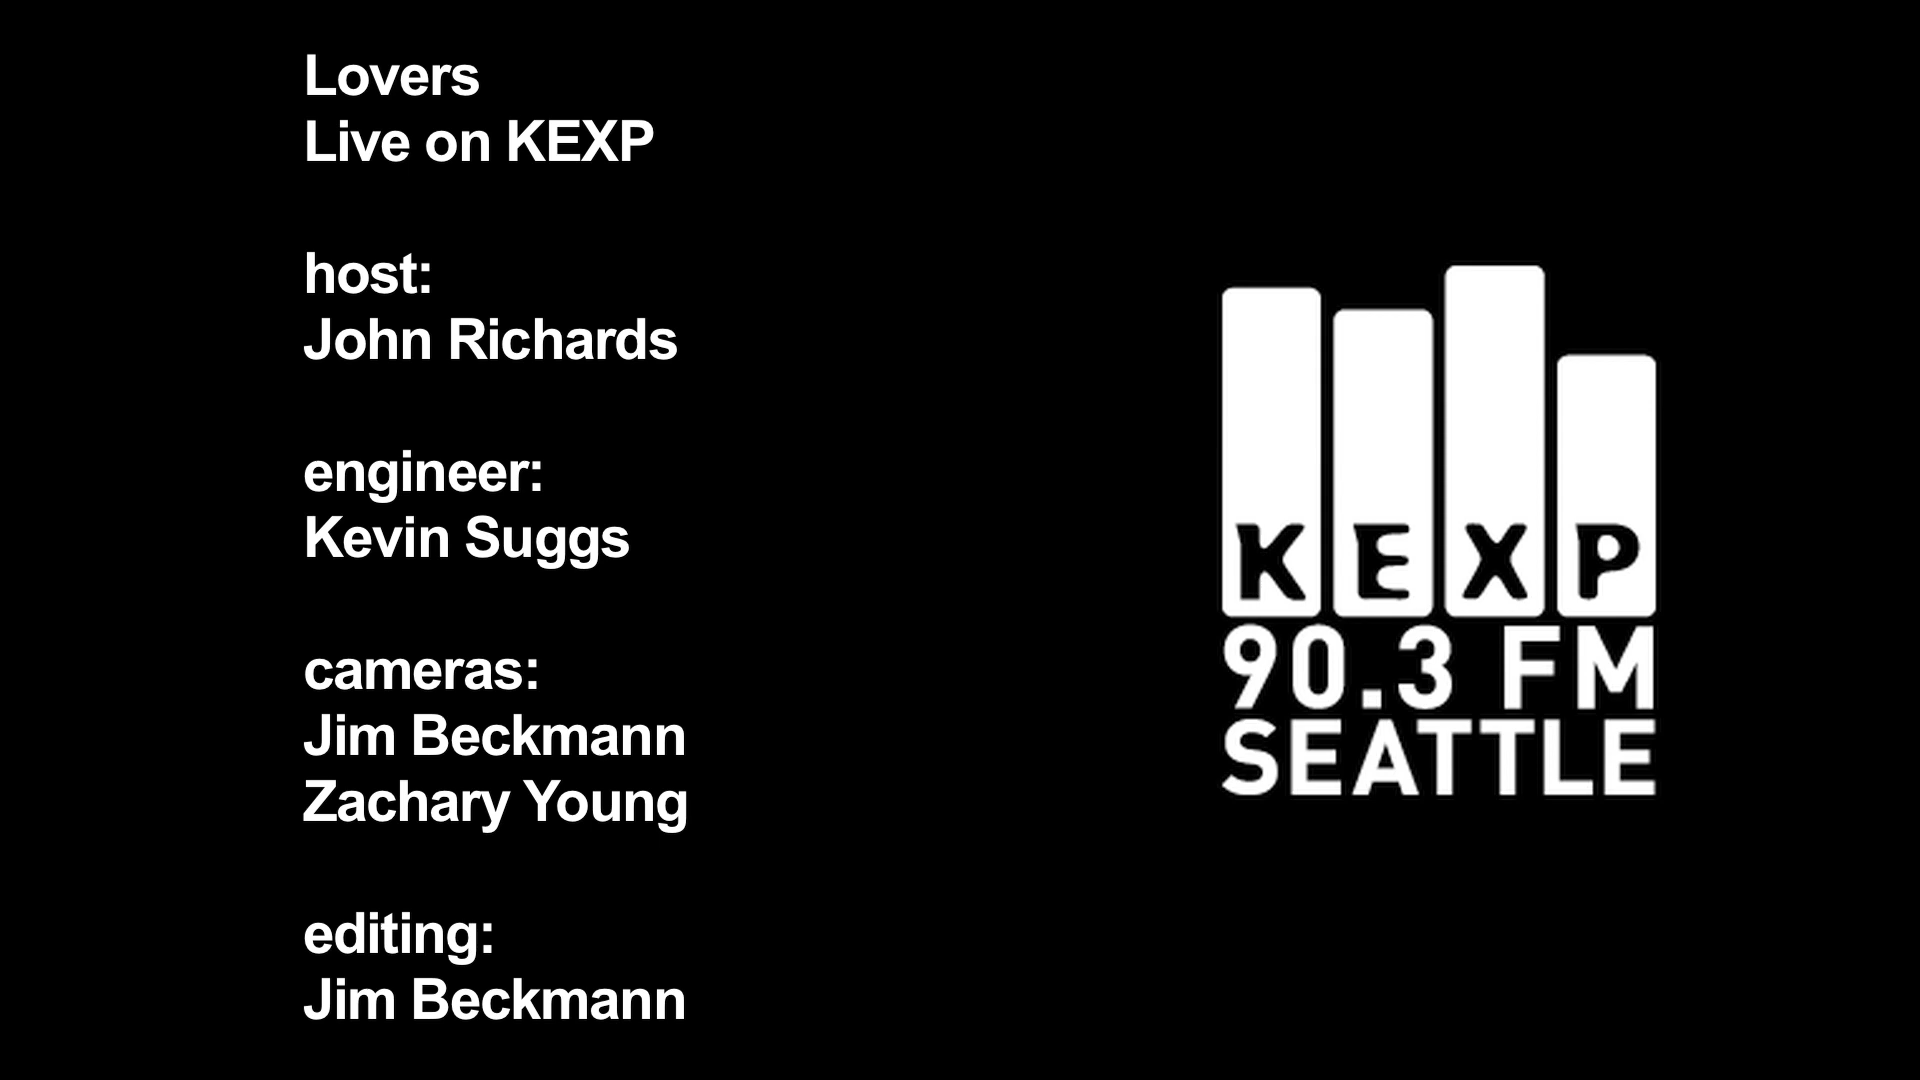 Lovers
Live on KEXP
host:
John Richards
engineer:
Kevin Suggs
cameras:
Jim Beckmann
Zachary Young
editing:
Jim Beckmann
KEXP
90.3 FM
SEATTLE